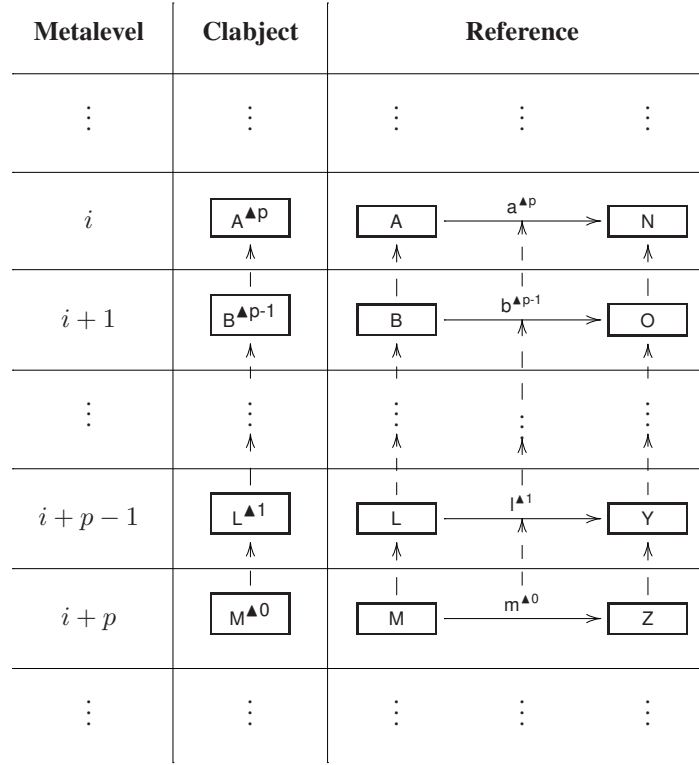 Metalevel Clabject Reference
⋮ ⋮ ⋮ ⋮ ⋮
i A▲p A a▲p N
i + 1 B▲p-1 B b▲p-1 O
⋮ ⋮ ⋮ ⋮ ⋮
i + p − 1 L▲1 L l▲1 Y
i + p M▲0 M m▲0 Z
⋮ ⋮ ⋮ ⋮ ⋮